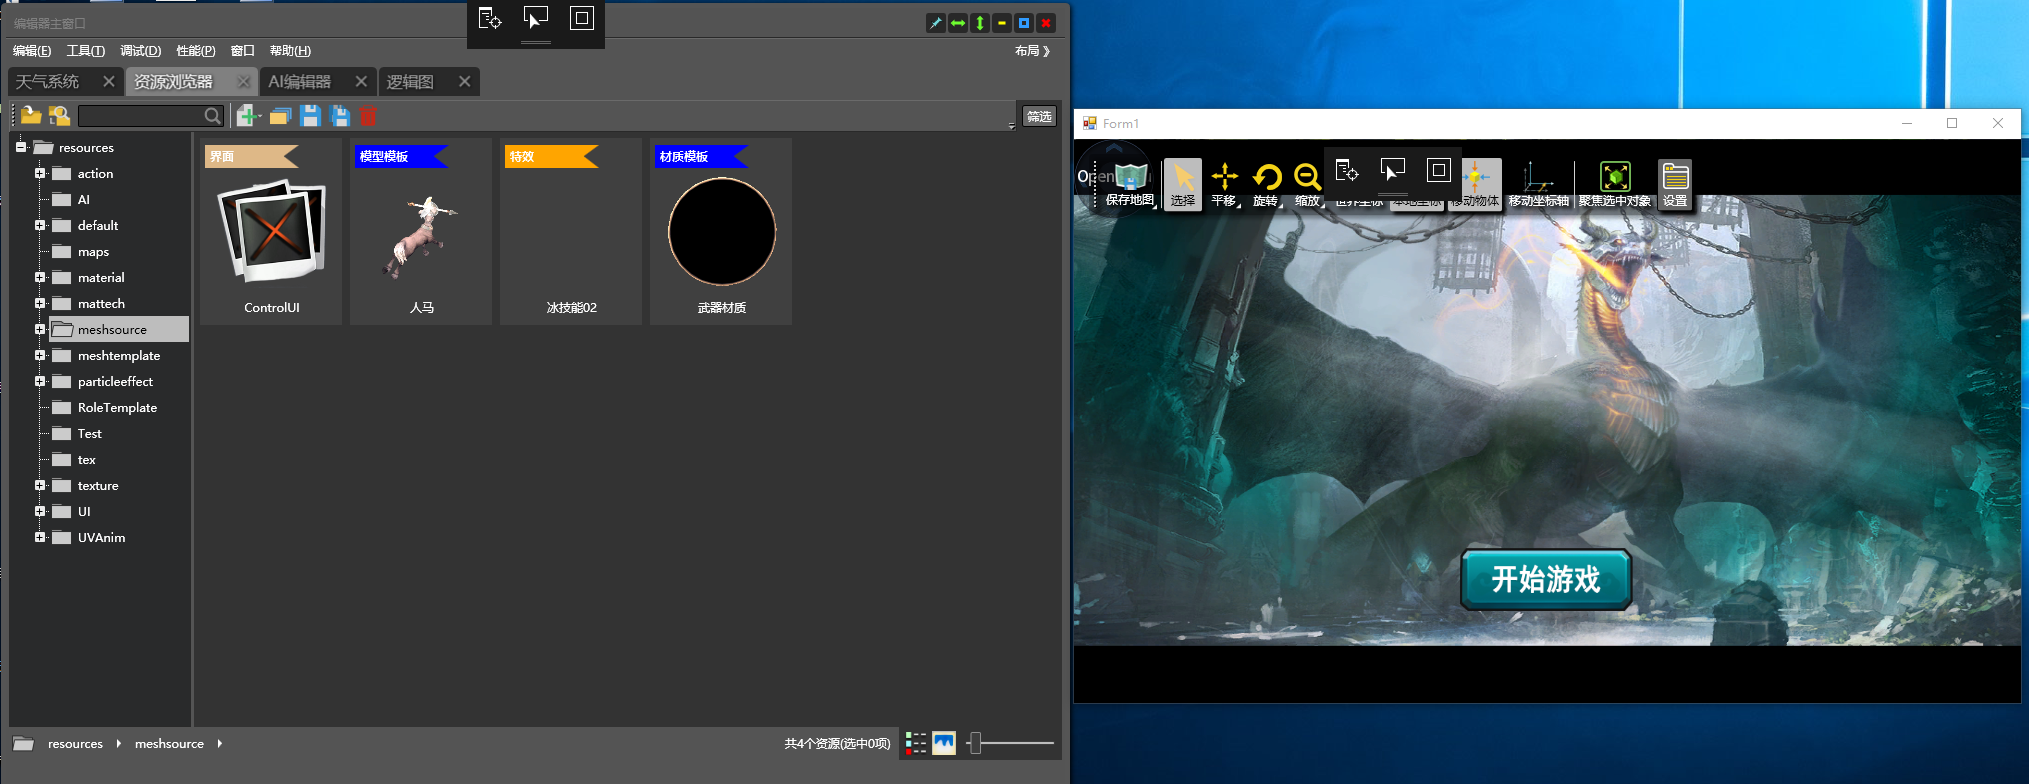 编辑器主窗口
编辑(E) 工具(T) 调试(D) 性能(P) 窗口 帮助(H) 布局 》
天气系统 资源浏览器 AI编辑器 逻辑图
筛选
resources
action
AI
default
maps
material
mattech
meshsource
meshtemplate
particleeffect
RoleTemplate
Test
tex
texture
UI
UVAnim
界面 模型模板 特效 材质模板
ControlUI 人马 冰技能02 武器材质
resources meshsource 共4个资源(选中0项)
Form1
Open
保存地图 选择 平移 旋转 缩放 世界坐标 本地坐标 移动物体 移动坐标轴 聚焦选中对象 设置
开始游戏